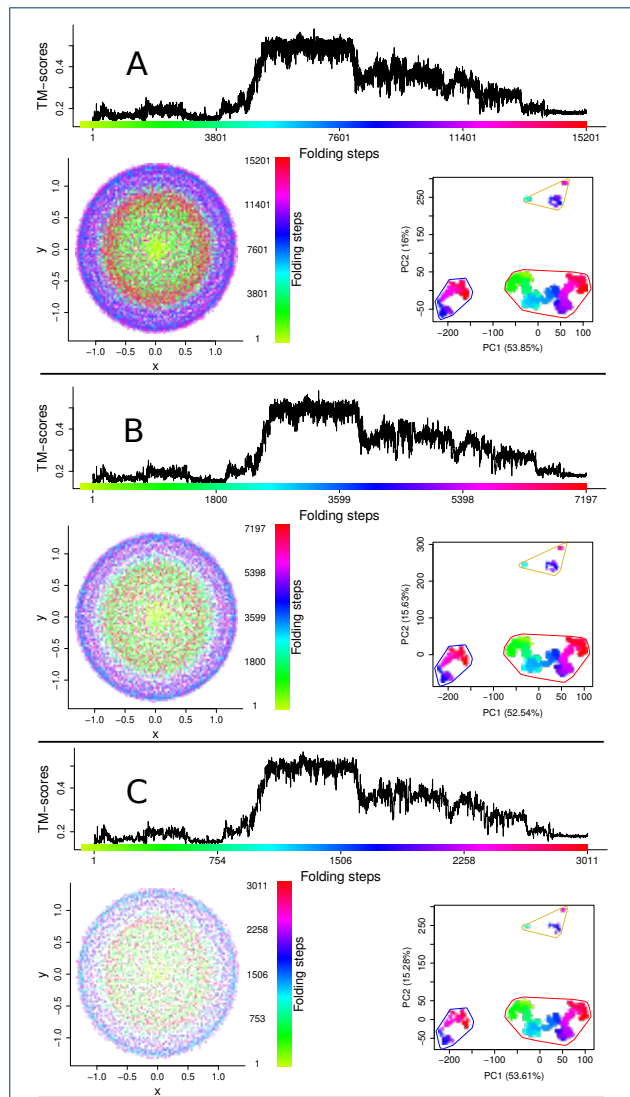 A
TM−scores
0.4
0.2
1 3801 7601 11401 15201
Folding steps
y
1.0
0.5
0.0
−0.5
−1.0
−1.0 −0.5 0.0 0.5 1.0
x
15201
11401
7601
3801
1
Folding steps
PC2 (16%)
250
150
50
−50
−200 −100 0 50 100
PC1 (53.85%)
B
TM−scores
0.4
0.2
1 1800 3599 5398 7197
Folding steps
y
1.0
0.5
0.0
−0.5
−1.0
−1.0 −0.5 0.0 0.5 1.0
x
7197
5398
3599
1800
1
Folding steps
PC2 (15.63%)
300
200
100
0
−200 −100 0 50 100
PC1 (52.54%)
C
TM−scores
0.4
0.2
1 754 1506 2258 3011
Folding steps
y
1.0
0.5
0.0
−0.5
−1.0
−1.0 −0.5 0.0 0.5 1.0
x
3011
2258
1506
753
1
Folding steps
PC2 (15.28%)
250
150
50
−50
−200 −100 0 50 100
PC1 (53.61%)